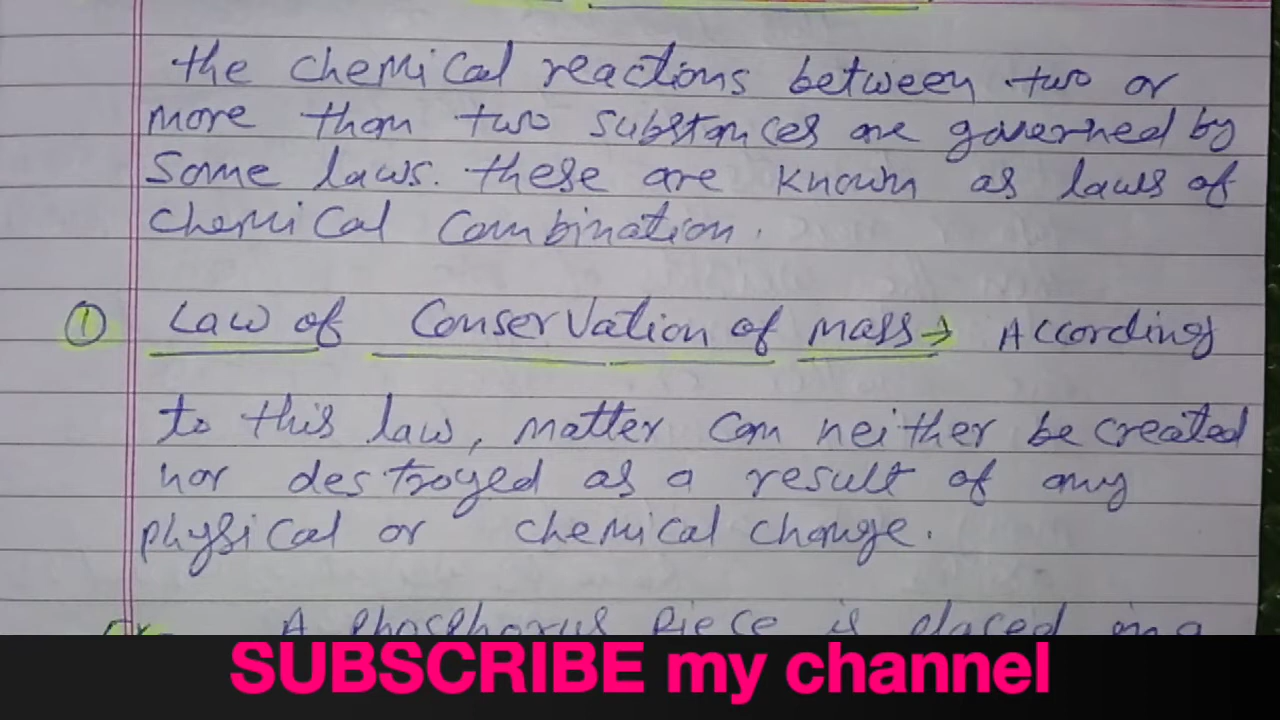 the chemical reactions between two or
more than two substances are governed by
Some laws. these are known as laws of
chemical combination.
① Law of Conservation of mass → According
to this law, matter can neither be created
nor destroyed as a result of any
physical or chemical change.
Ex- A Phosphorus Piece is placed in a
SUBSCRIBE my channel